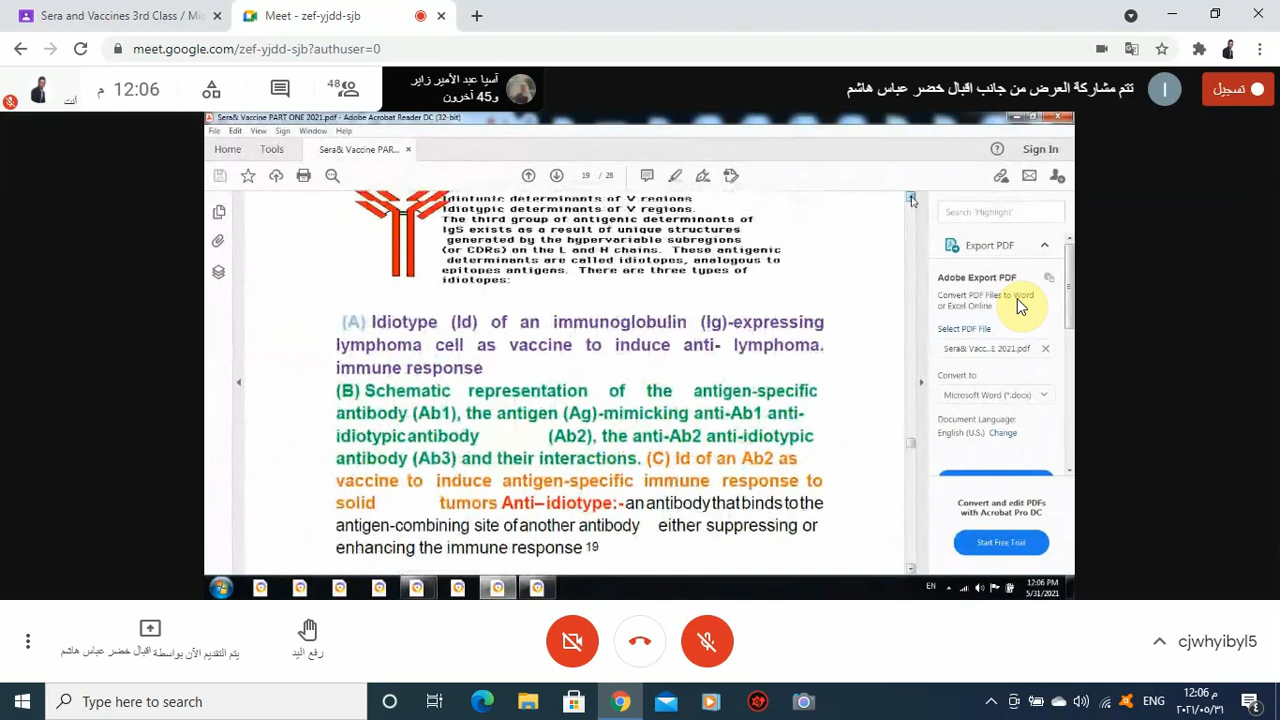 Sera and Vaccines 3rd Class / Mic
Meet - zef-yjdd-sjb
meet.google.com/zef-yjdd-sjb?authuser=0
أنت
12:06 م
48
آسيا عبد الأمير زاير
و45 آخرون
تتم مشاركة العرض من جانب اقبال خضر عباس هاشم
I
تسجيل
Sera& Vaccine PART ONE 2021.pdf - Adobe Acrobat Reader DC (32-bit)
File Edit View Sign Window Help
Home Tools Sera& Vaccine PAR... Sign In
19 / 28
determinants of V regions
Idiotypic determinants of V regions.
The third group of antigenic determinants of
IgS exists as a result of unique structures
generated by the hypervariable subregions
(or CDRs) on the L and H chains. These antigenic
determinants are called idiotopes, analogous to
epitopes antigens. There are three types of
idiotopes:
(A) Idiotype (Id) of an immunoglobulin (Ig)-expressing
lymphoma cell as vaccine to induce anti- lymphoma.
immune response
(B) Schematic representation of the antigen-specific
antibody (Ab1), the antigen (Ag)-mimicking anti-Ab1 anti-
idiotypic antibody (Ab2), the anti-Ab2 anti-idiotypic
antibody (Ab3) and their interactions. (C) Id of an Ab2 as
vaccine to induce antigen-specific immune response to
solid tumors Anti–idiotype:- an antibody that binds to the
antigen-combining site of another antibody either suppressing or
enhancing the immune response 19
Search 'Highlight'
Export PDF
Adobe Export PDF
Convert PDF Files to Word
or Excel Online
Select PDF File
Sera& Vacc...E 2021.pdf
Convert to
Microsoft Word (*.docx)
Document Language:
English (U.S.) Change
Convert and edit PDFs
with Acrobat Pro DC
Start Free Trial
EN
12:06 PM
5/31/2021
يتم التقديم الآن بواسطة اقبال خضر عباس هاشم
رفع اليد
cjwhyibyl5
Type here to search
ENG
12:06 م
٢٠٢١/٠٥/٣١